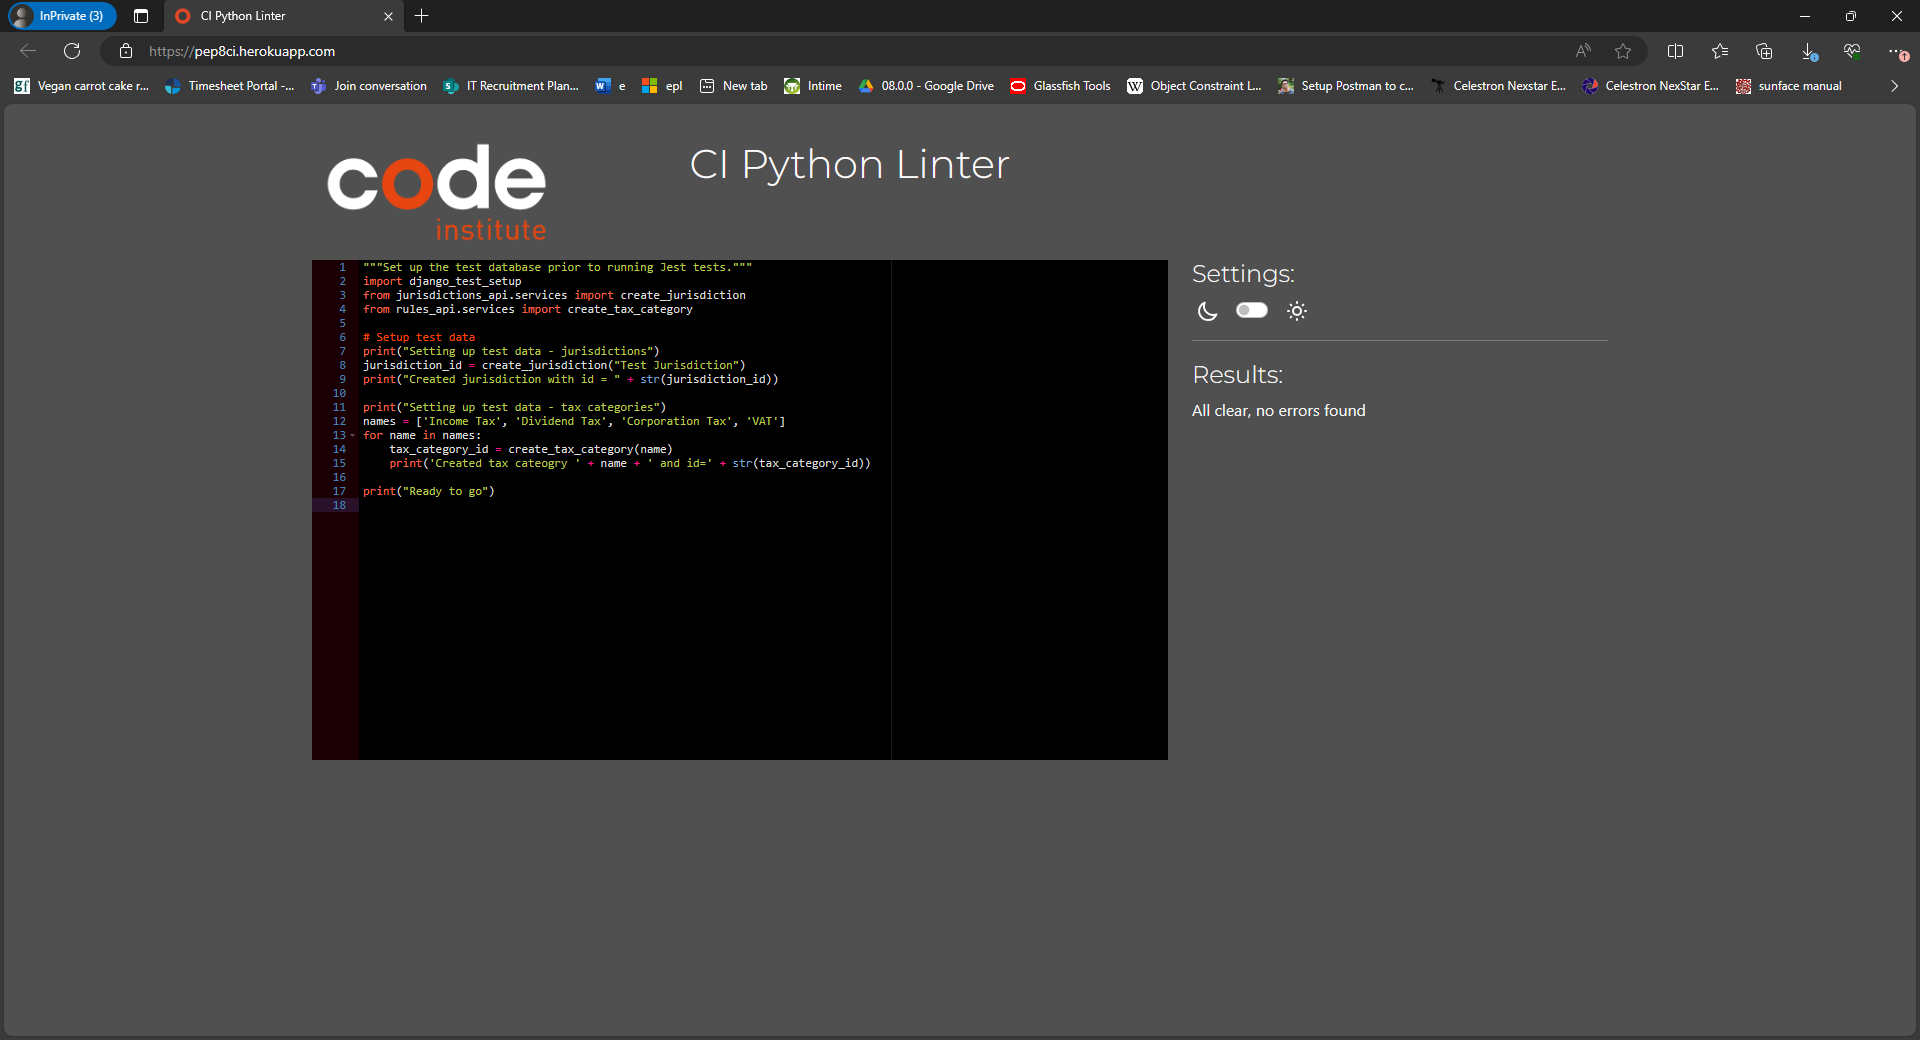 InPrivate (3)
CI Python Linter
https://pep8ci.herokuapp.com
gf Vegan carrot cake r... Timesheet Portal -... Join conversation IT Recruitment Plan... e epl New tab Intime 08.0.0 - Google Drive Glassfish Tools W Object Constraint L... Setup Postman to c... Celestron Nexstar E... Celestron NexStar E... sunface manual
code
institute
CI Python Linter
1 """Set up the test database prior to running Jest tests."""
2 import django_test_setup
3 from jurisdictions_api.services import create_jurisdiction
4 from rules_api.services import create_tax_category
5
6 # Setup test data
7 print("Setting up test data - jurisdictions")
8 jurisdiction_id = create_jurisdiction("Test Jurisdiction")
9 print("Created jurisdiction with id = " + str(jurisdiction_id))
10
11 print("Setting up test data - tax categories")
12 names = ['Income Tax', 'Dividend Tax', 'Corporation Tax', 'VAT']
13 for name in names:
14     tax_category_id = create_tax_category(name)
15     print('Created tax cateogry ' + name + ' and id=' + str(tax_category_id))
16
17 print("Ready to go")
18
Settings:
Results:
All clear, no errors found